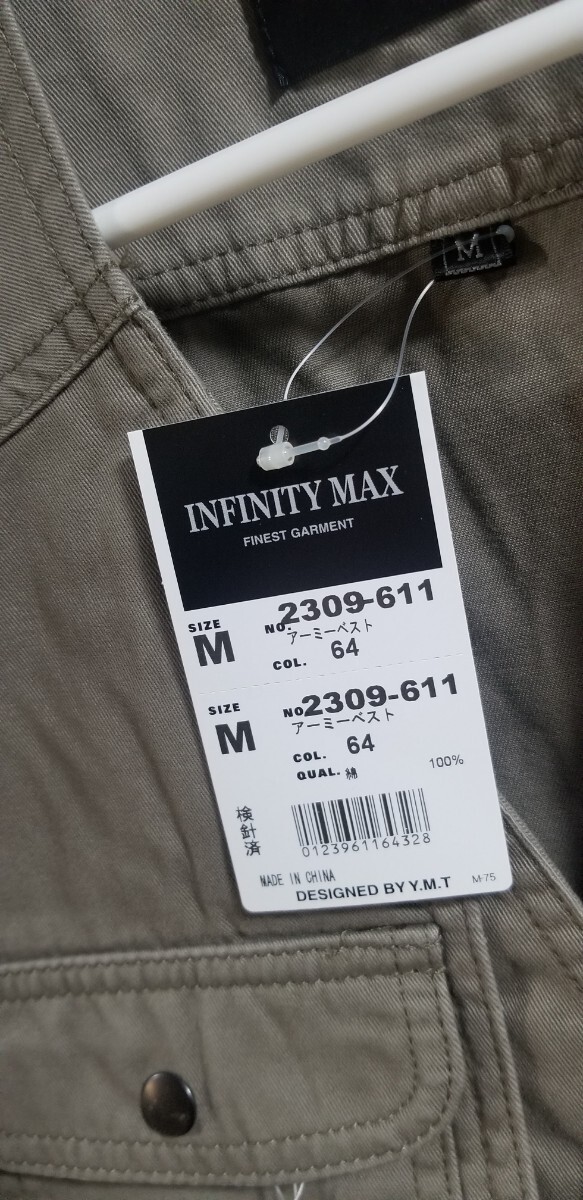 M
INFINITY MAX
FINEST GARMENT
SIZE
M
NO. 2309-611
アーミーベスト
COL. 64
SIZE
M
NO 2309-611
アーミーベスト
COL. 64
QUAL. 綿 100%
検針済
0123961164328
MADE IN CHINA
DESIGNED BY Y.M.T
M-75